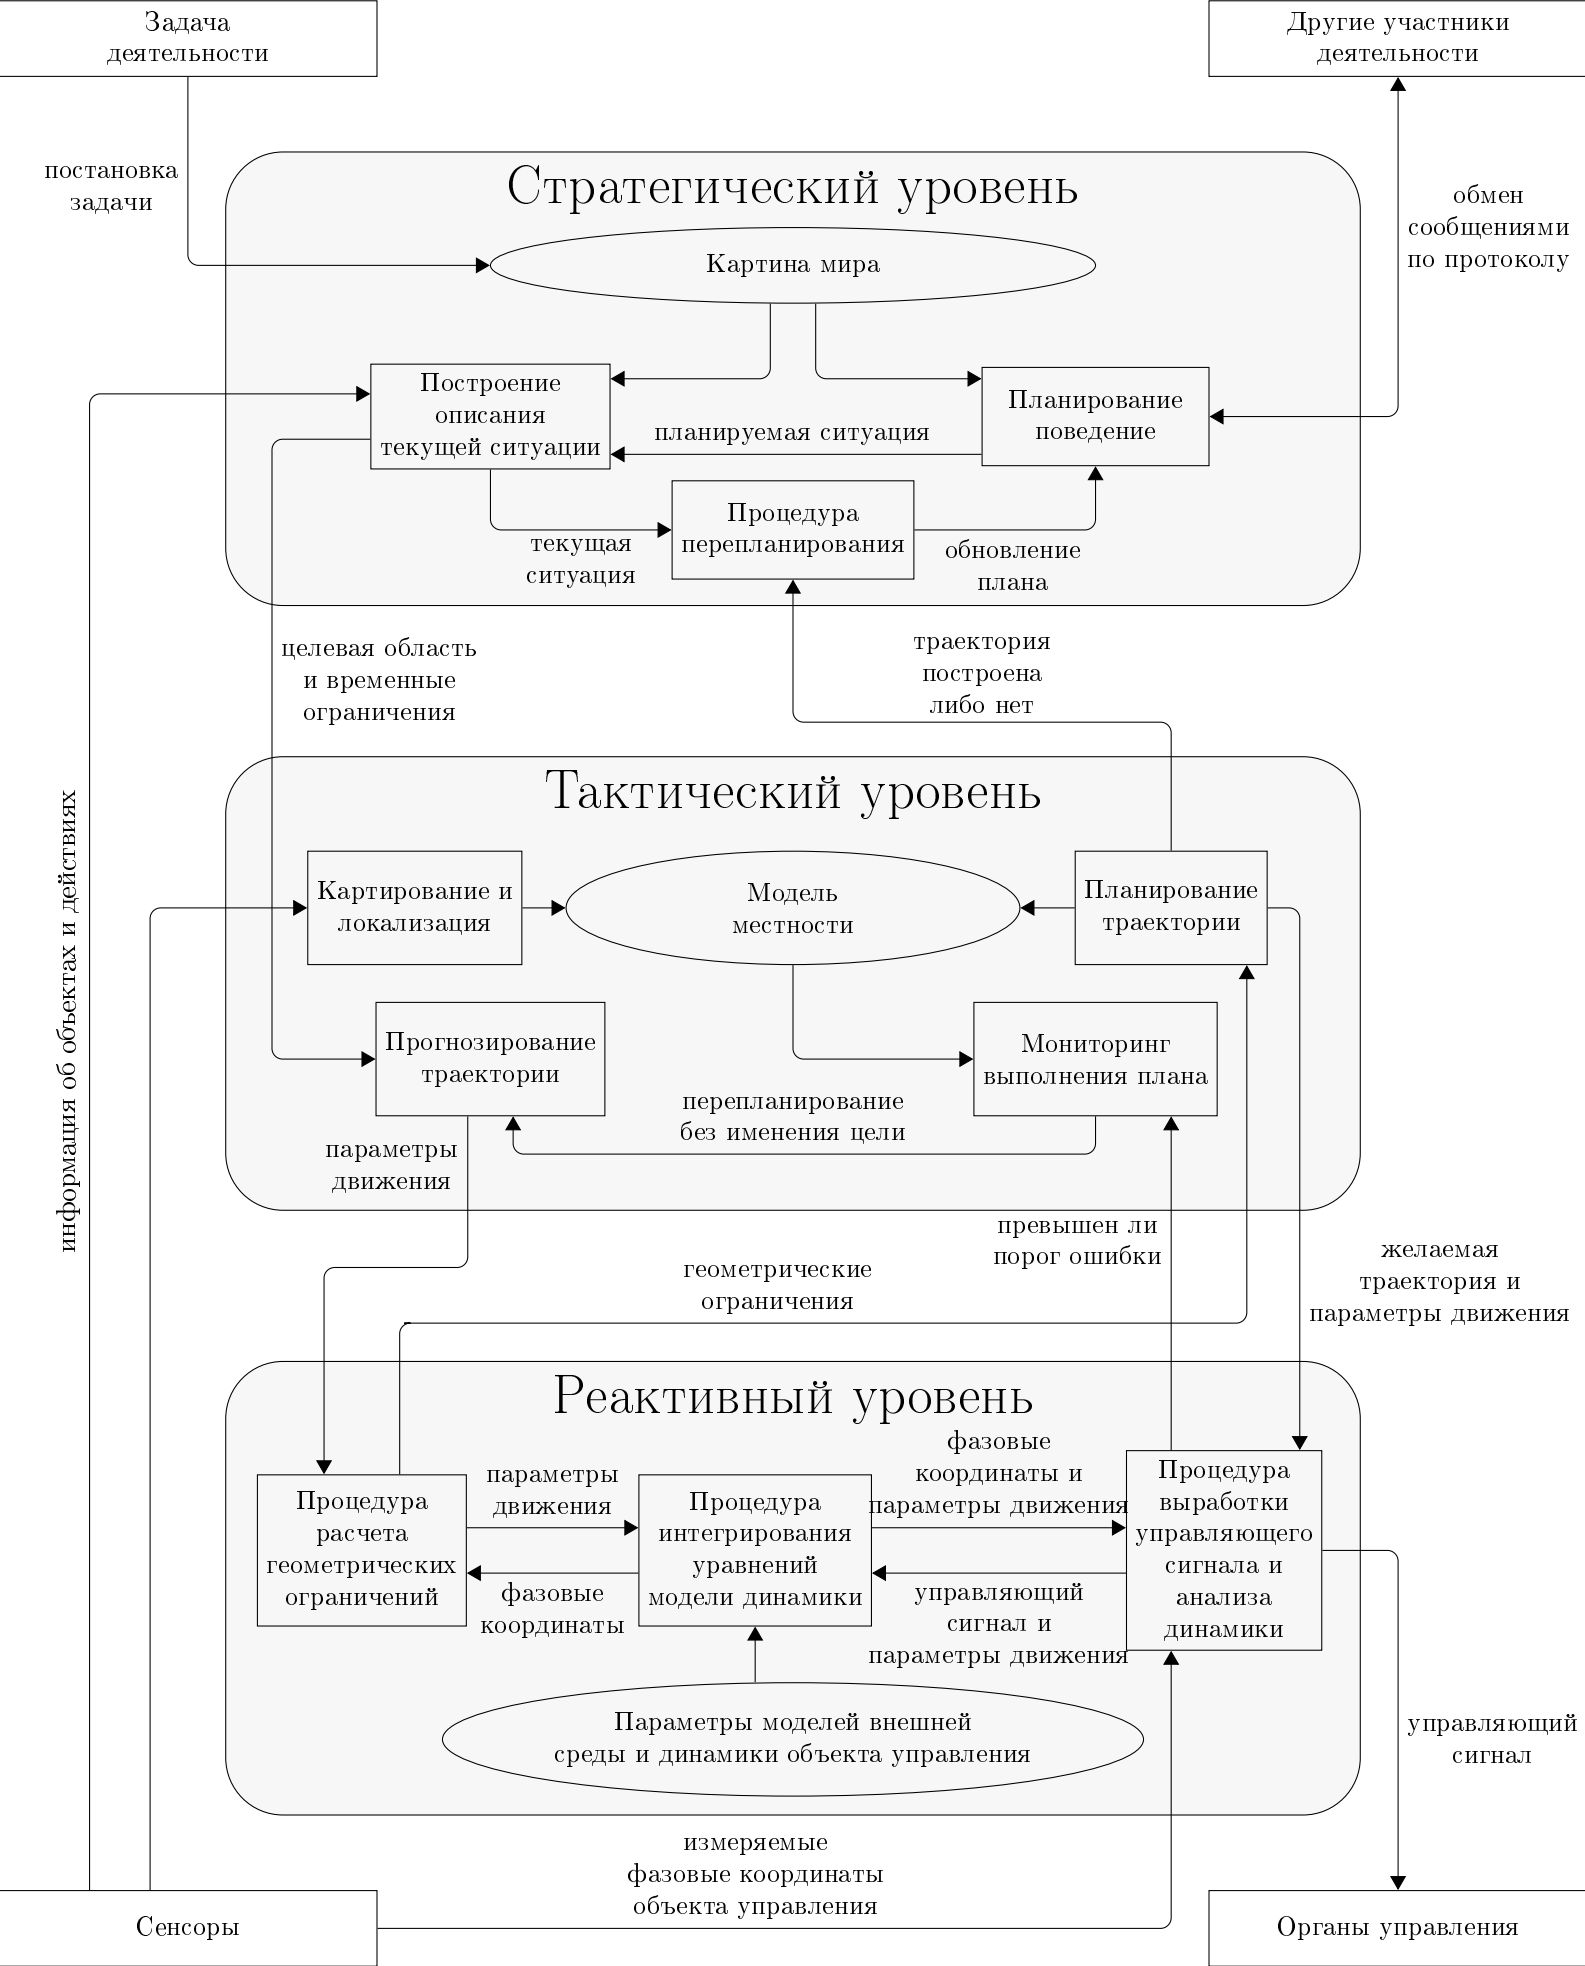 Задача
деятельности
Другие участники
деятельности
постановка
задачи
обмен
сообщениями
по протоколу
Стратегический уровень
Картина мира
Построение
описания
текущей ситуации
планируемая ситуация
Планирование
поведение
Процедура
перепланирования
текущая
ситуация
обновление
плана
целевая область
и временные
ограничения
траектория
построена
либо нет
информация об объектах и действиях
Тактический уровень
Картирование и
локализация
Модель
местности
Планирование
траектории
Прогнозирование
траектории
Мониторинг
выполнения плана
перепланирование
без именения цели
параметры
движения
превышен ли
порог ошибки
геометрические
ограничения
желаемая
траектория и
параметры движения
Реактивный уровень
Процедура
расчета
геометрических
ограничений
параметры
движения
фазовые
координаты
Процедура
интегрирования
уравнений
модели динамики
фазовые
координаты и
параметры движения
управляющий
сигнал и
параметры движения
Процедура
выработки
управляющего
сигнала и
анализа
динамики
Параметры моделей внешней
среды и динамики объекта управления
управляющий
сигнал
измеряемые
фазовые координаты
объекта управления
Сенсоры
Органы управления